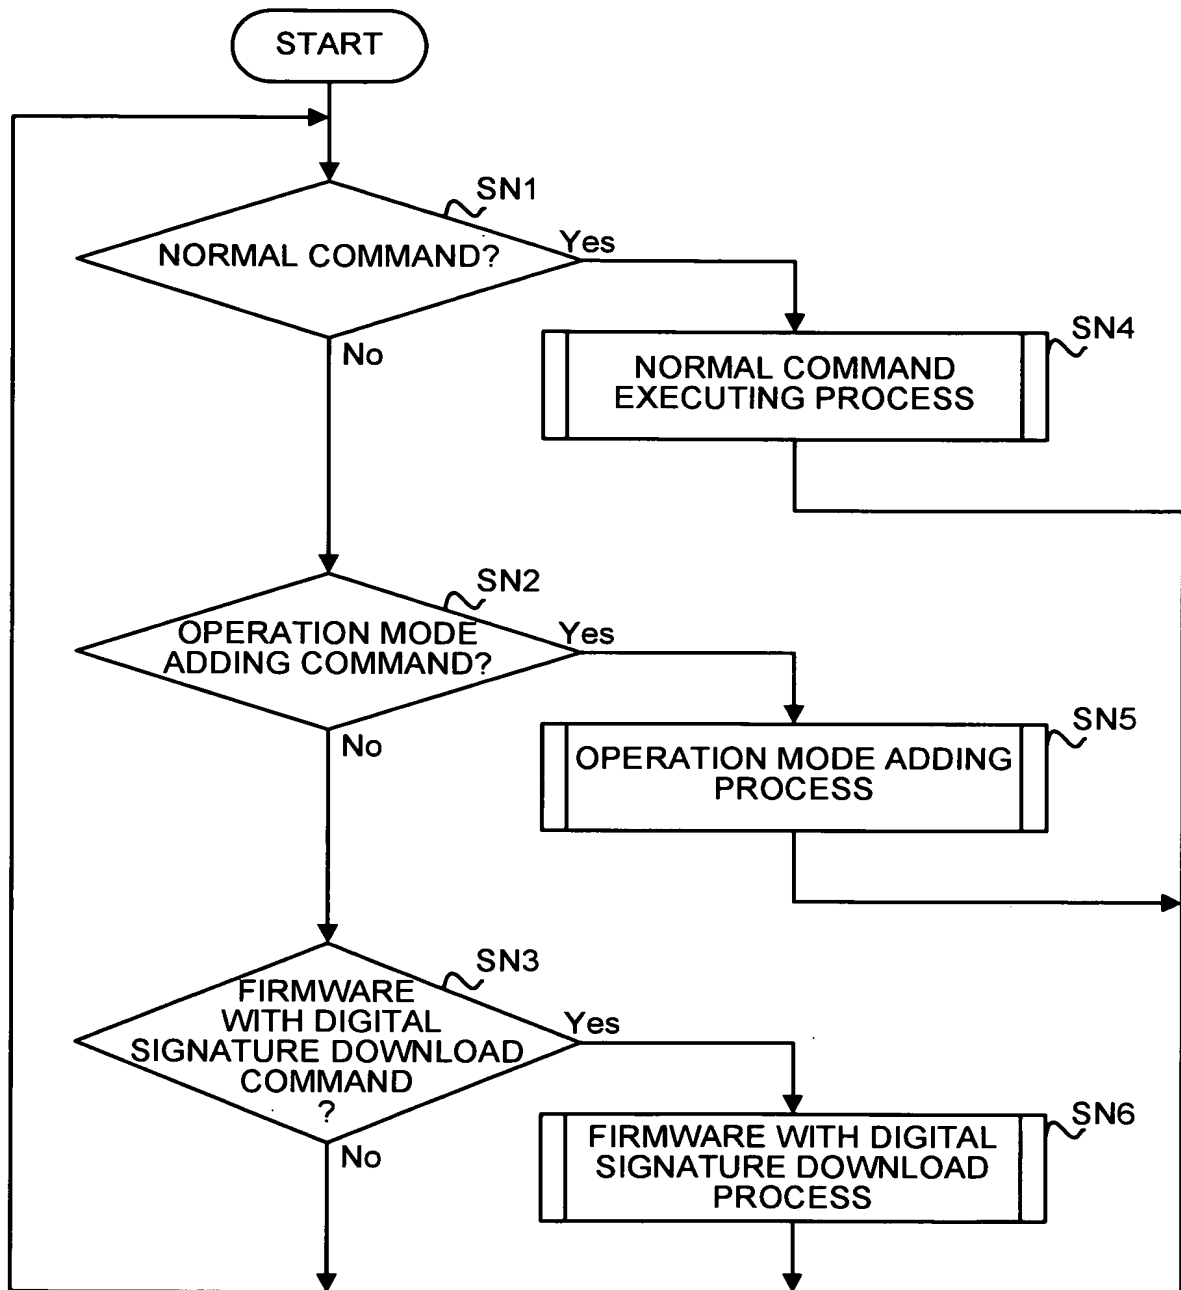 START
SN1
NORMAL COMMAND?
Yes
No
SN4
NORMAL COMMAND
EXECUTING PROCESS
SN2
OPERATION MODE
ADDING COMMAND?
Yes
No
SN5
OPERATION MODE ADDING
PROCESS
SN3
FIRMWARE
WITH DIGITAL
SIGNATURE DOWNLOAD
COMMAND
?
Yes
No
SN6
FIRMWARE WITH DIGITAL
SIGNATURE DOWNLOAD
PROCESS